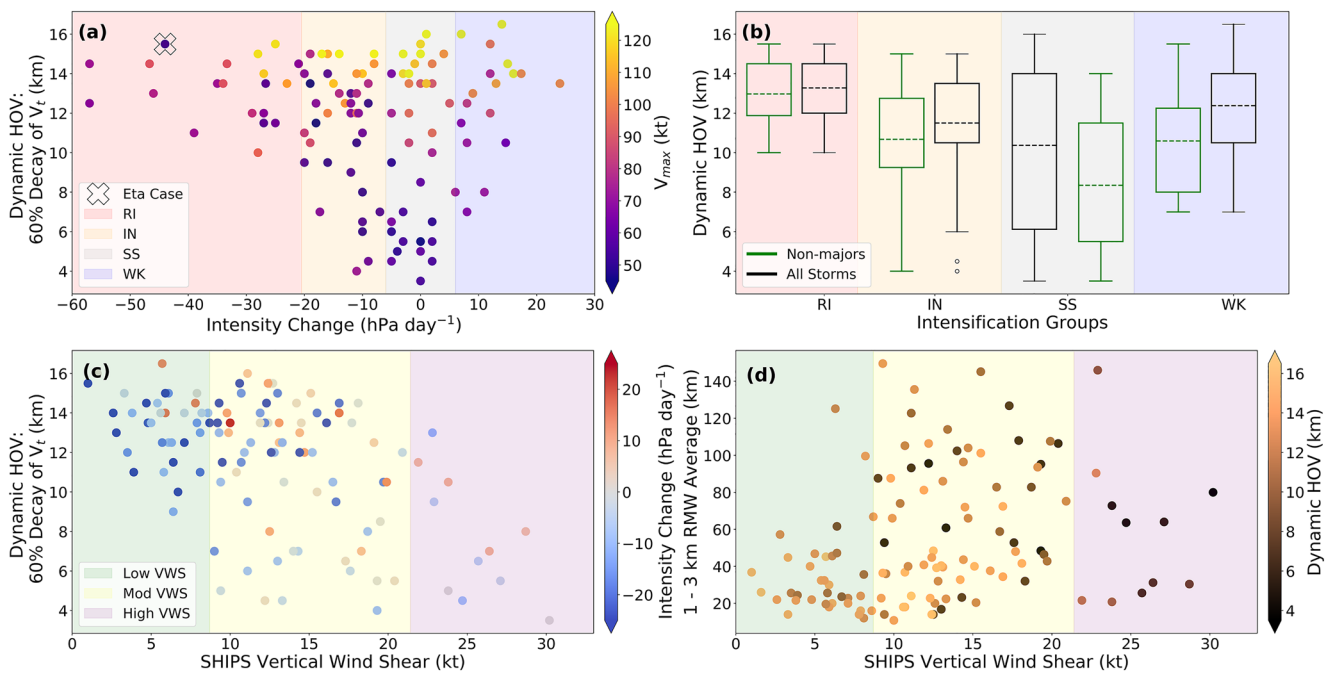 (a)
Dynamic HOV:
60% Decay of Vt (km)
16
14
12
10
8
6
4
Eta Case
RI
IN
SS
WK
−60
−50
−40
−30
−20
−10
0
10
20
30
Intensity Change (hPa day−1)
120
110
100
90
80
70
60
50
Vmax (kt)
(b)
Dynamic HOV (km)
16
14
12
10
8
6
4
Non-majors
All Storms
RI
IN
SS
WK
Intensification Groups
(c)
Dynamic HOV:
60% Decay of Vt (km)
16
14
12
10
8
6
4
Low VWS
Mod VWS
High VWS
0
5
10
15
20
25
30
SHIPS Vertical Wind Shear (kt)
20
10
0
−10
−20
Intensity Change (hPa day−1)
(d)
1 - 3 km RMW Average (km)
140
120
100
80
60
40
20
0
5
10
15
20
25
30
SHIPS Vertical Wind Shear (kt)
16
14
12
10
8
6
4
Dynamic HOV (km)